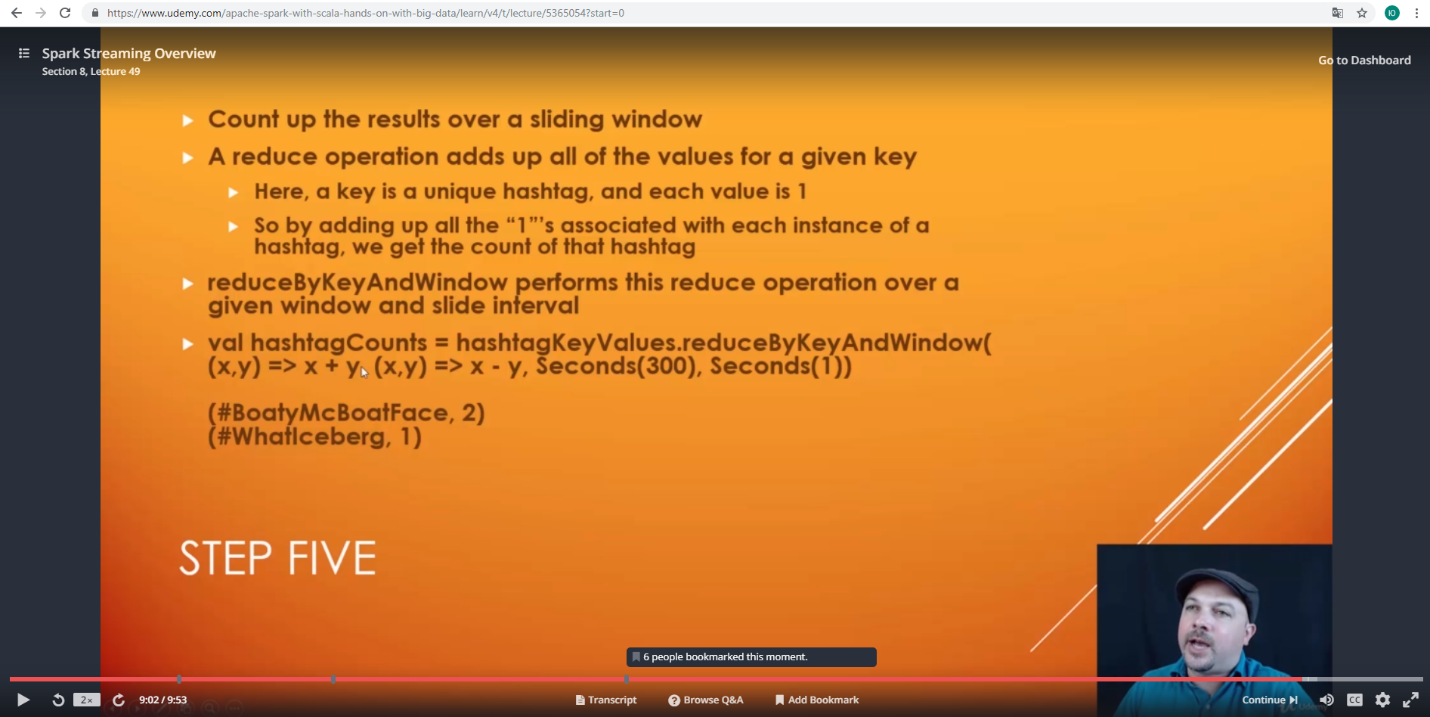 https://www.udemy.com/apache-spark-with-scala-hands-on-with-big-data/learn/v4/t/lecture/5365054?start=0
Ю
Spark Streaming Overview
Section 8, Lecture 49
Go to Dashboard
Count up the results over a sliding window
A reduce operation adds up all of the values for a given key
Here, a key is a unique hashtag, and each value is 1
So by adding up all the “1”’s associated with each instance of a
hashtag, we get the count of that hashtag
reduceByKeyAndWindow performs this reduce operation over a
given window and slide interval
val hashtagCounts = hashtagKeyValues.reduceByKeyAndWindow(
(x,y) => x + y, (x,y) => x - y, Seconds(300), Seconds(1))
(#BoatyMcBoatFace, 2)
(#WhatIceberg, 1)
STEP FIVE
6 people bookmarked this moment.
2×
9:02 / 9:53
Transcript
Browse Q&A
Add Bookmark
Continue
CC